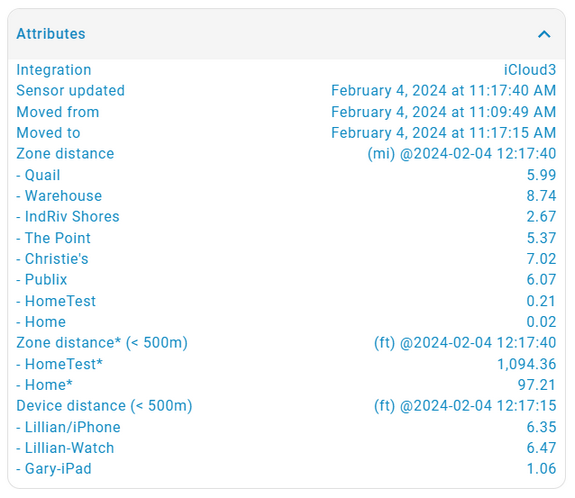 Attributes
Integration iCloud3
Sensor updated February 4, 2024 at 11:17:40 AM
Moved from February 4, 2024 at 11:09:49 AM
Moved to February 4, 2024 at 11:17:15 AM
Zone distance (mi) @2024-02-04 12:17:40
- Quail 5.99
- Warehouse 8.74
- IndRiv Shores 2.67
- The Point 5.37
- Christie's 7.02
- Publix 6.07
- HomeTest 0.21
- Home 0.02
Zone distance* (< 500m) (ft) @2024-02-04 12:17:40
- HomeTest* 1,094.36
- Home* 97.21
Device distance (< 500m) (ft) @2024-02-04 12:17:15
- Lillian/iPhone 6.35
- Lillian-Watch 6.47
- Gary-iPad 1.06